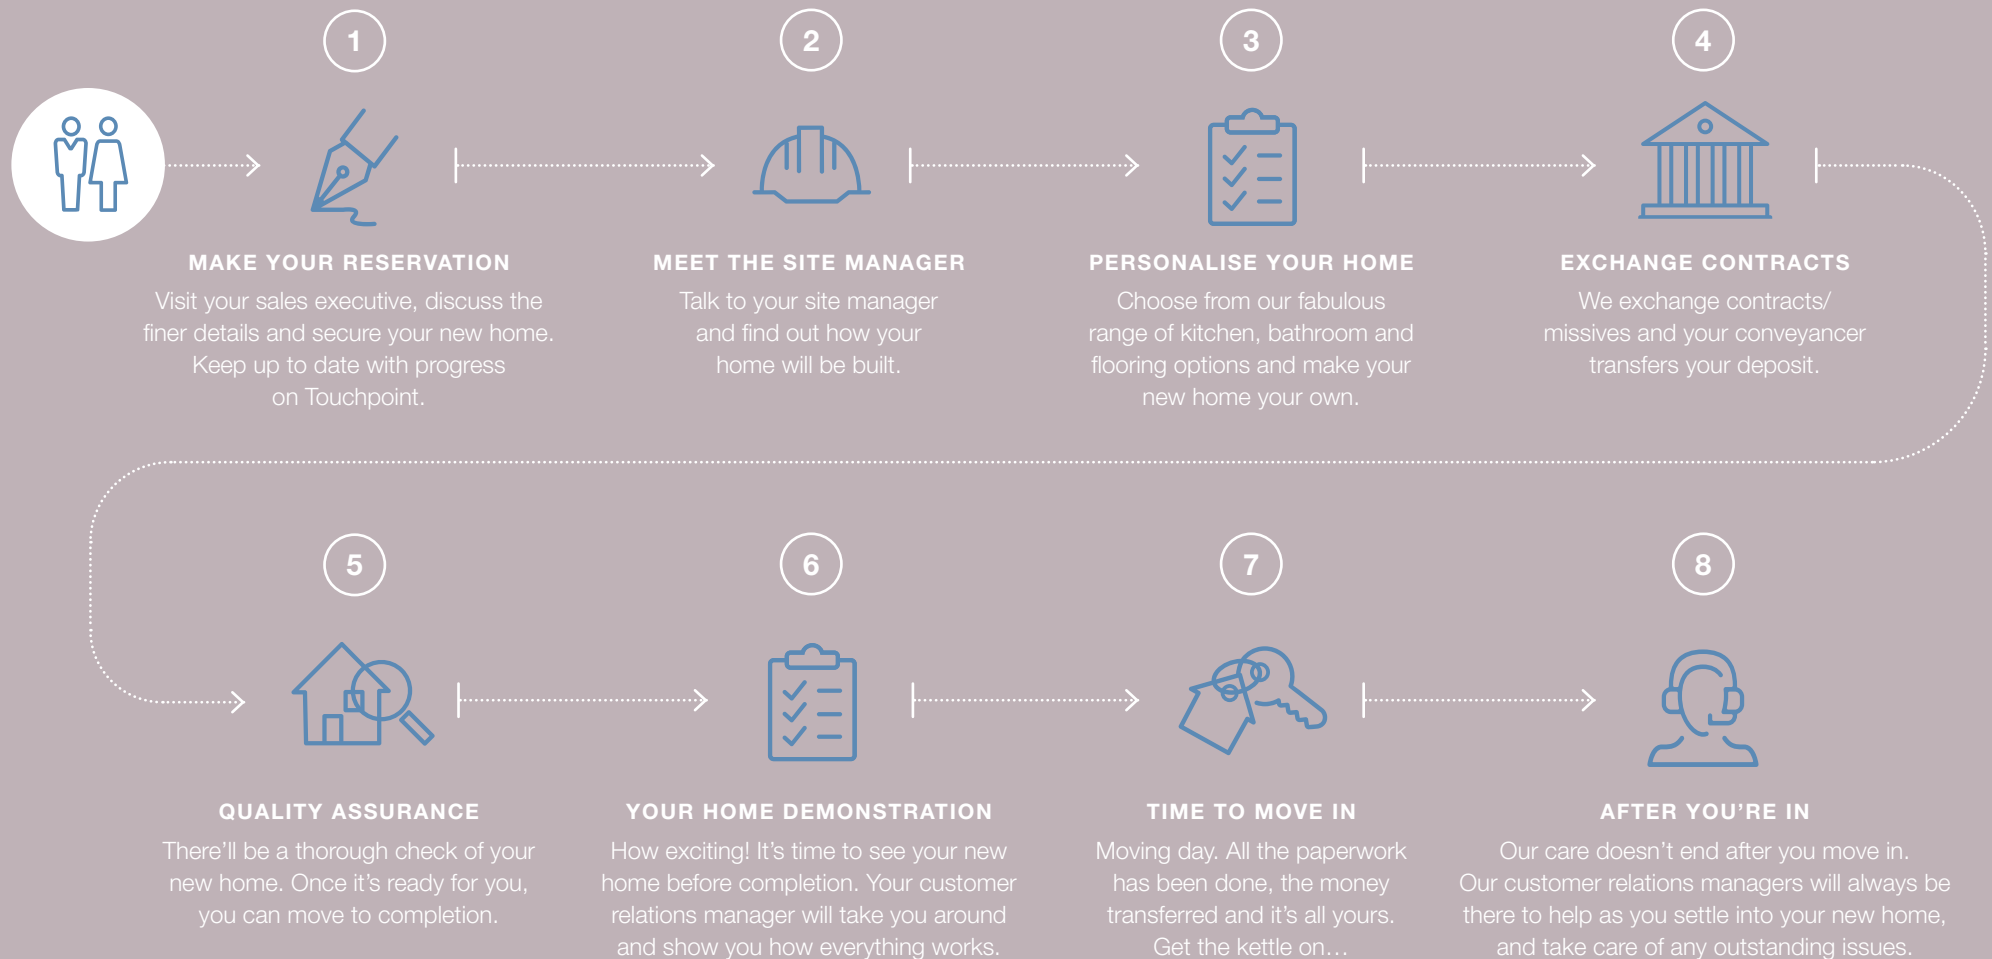 1
MAKE YOUR RESERVATION
Visit your sales executive, discuss the
finer details and secure your new home.
Keep up to date with progress
on Touchpoint.
2
MEET THE SITE MANAGER
Talk to your site manager
and find out how your
home will be built.
3
PERSONALISE YOUR HOME
Choose from our fabulous
range of kitchen, bathroom and
flooring options and make your
new home your own.
4
EXCHANGE CONTRACTS
We exchange contracts/
missives and your conveyancer
transfers your deposit.
5
QUALITY ASSURANCE
There’ll be a thorough check of your
new home. Once it’s ready for you,
you can move to completion.
6
YOUR HOME DEMONSTRATION
How exciting! It’s time to see your new
home before completion. Your customer
relations manager will take you around
and show you how everything works.
7
TIME TO MOVE IN
Moving day. All the paperwork
has been done, the money
transferred and it’s all yours.
Get the kettle on…
8
AFTER YOU’RE IN
Our care doesn’t end after you move in.
Our customer relations managers will always be
there to help as you settle into your new home,
and take care of any outstanding issues.